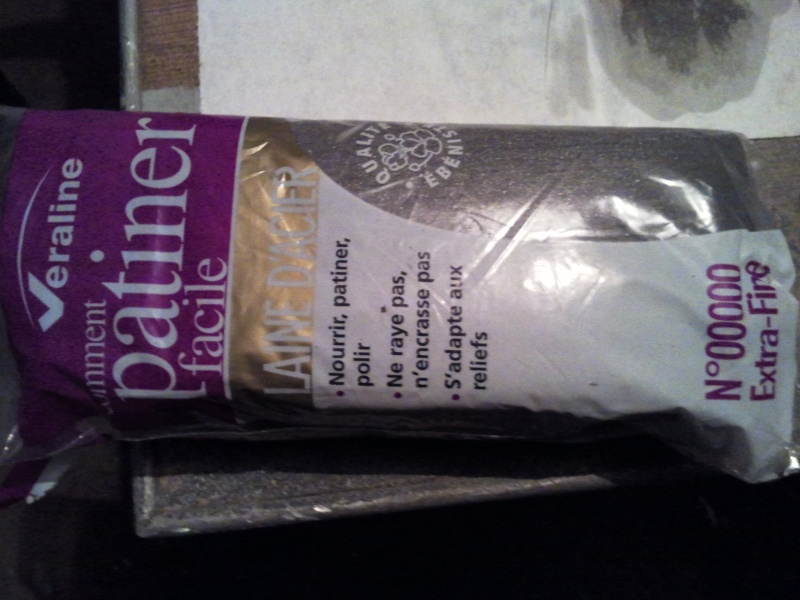 Veraline
comment
patiner
facile
LAINE D'ACIER
QUALITÉ
ÉBÉNIS
• Nourrir, patiner,
polir
• Ne raye pas,
n'encrasse pas
• S'adapte aux
reliefs
N°00000
Extra-Fine